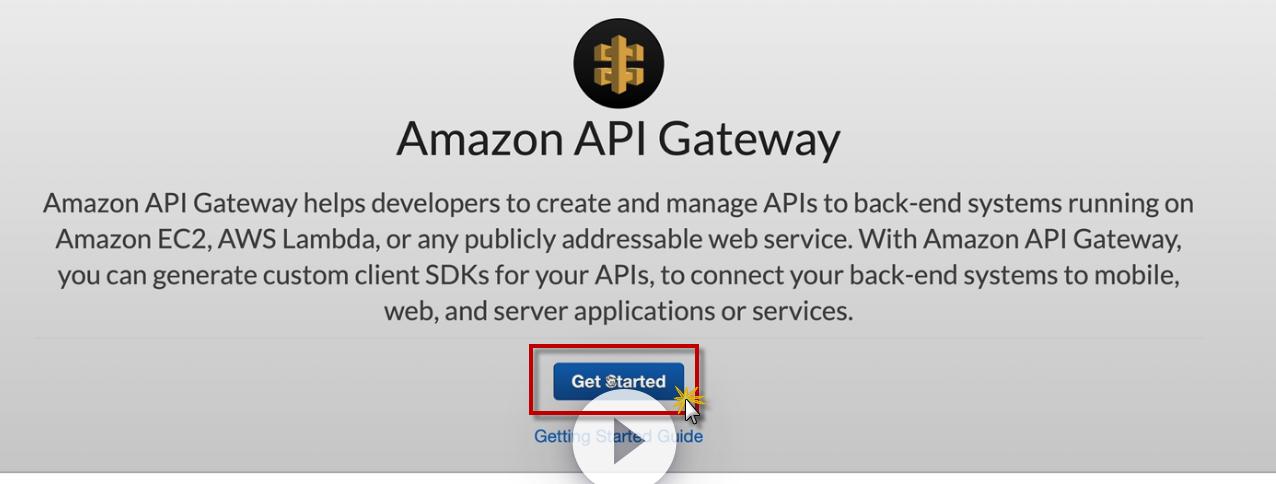 Amazon API Gateway
Amazon API Gateway helps developers to create and manage APIs to back-end systems running on
Amazon EC2, AWS Lambda, or any publicly addressable web service. With Amazon API Gateway,
you can generate custom client SDKs for your APIs, to connect your back-end systems to mobile,
web, and server applications or services.
Get Started
Getting Started Guide